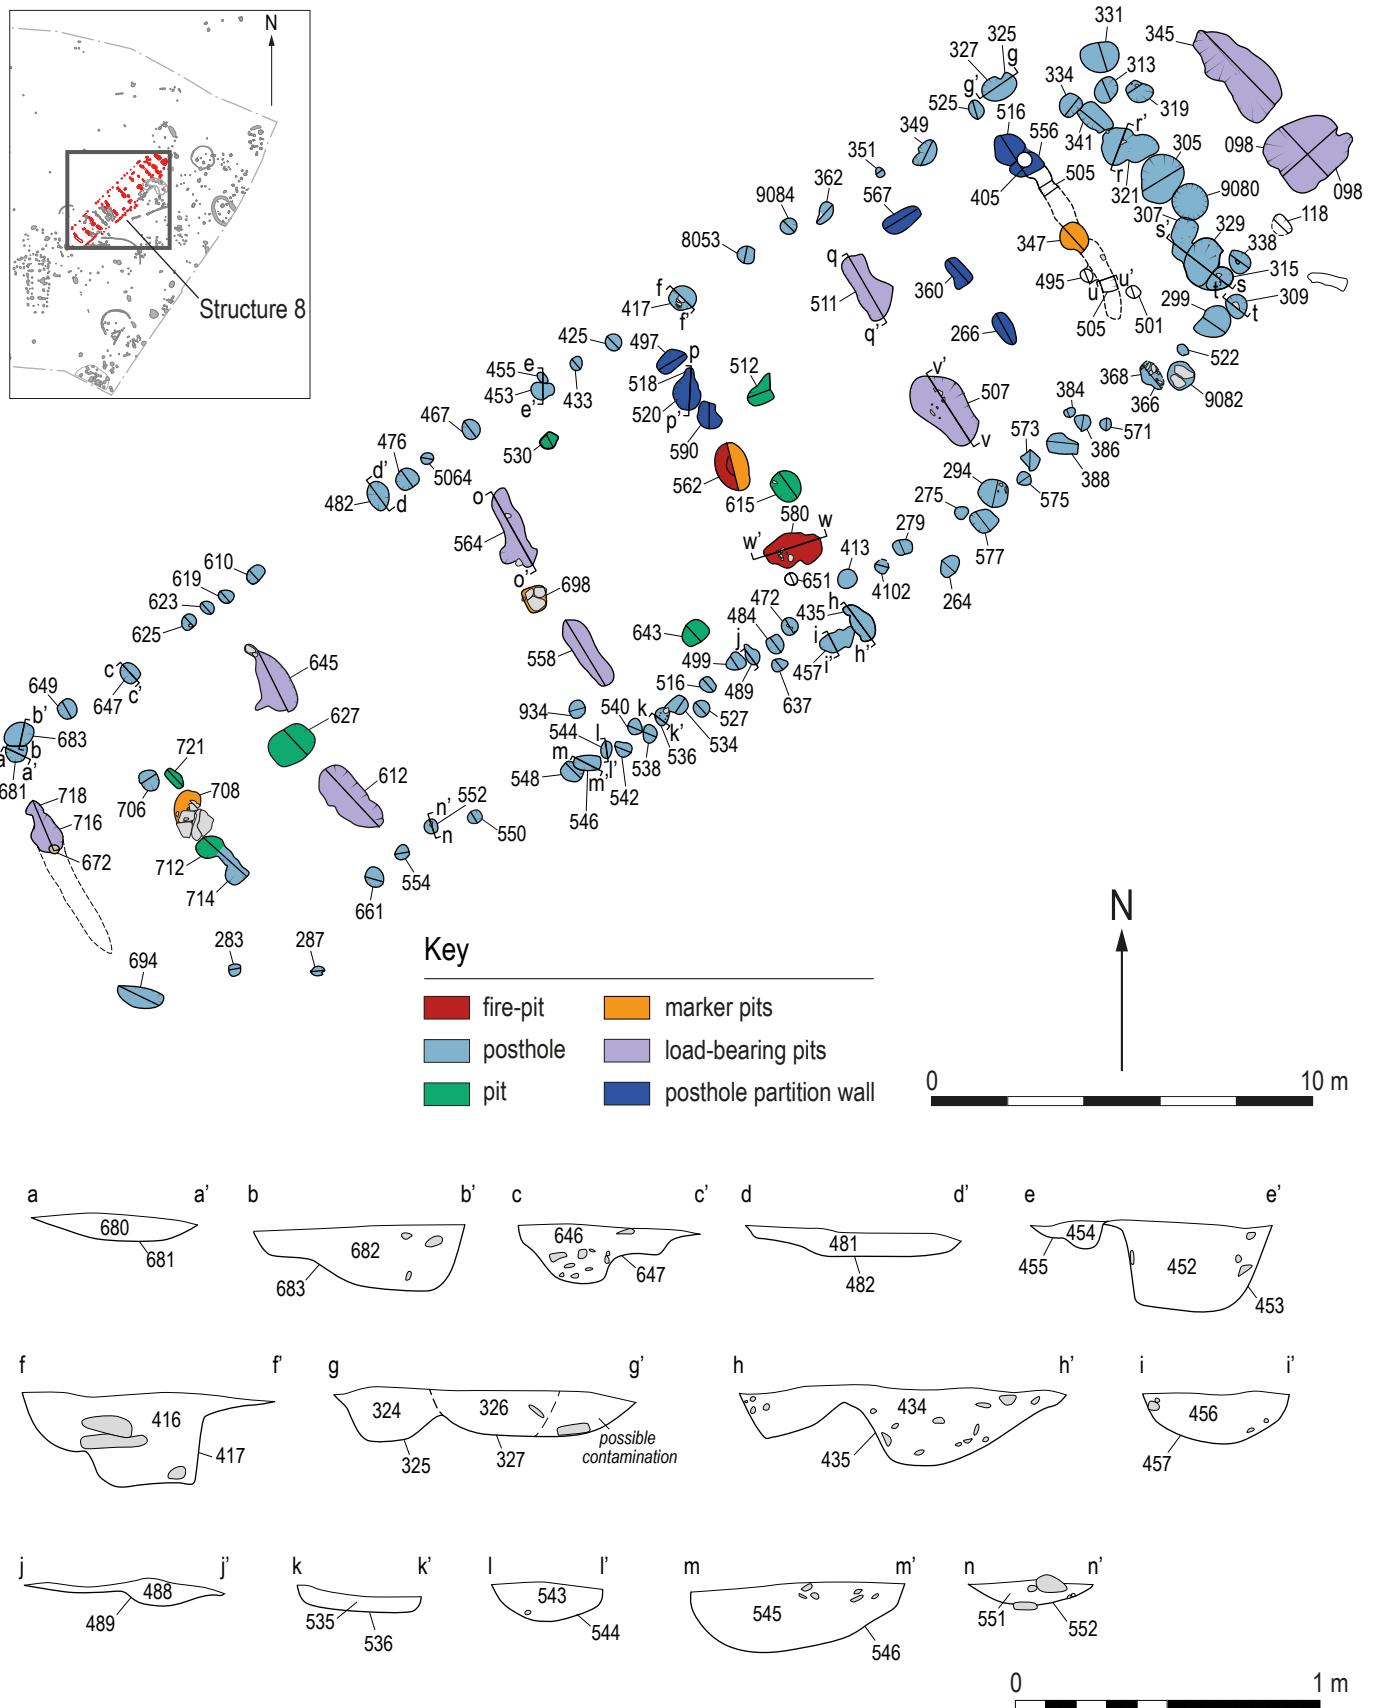 N
Structure 8
331
345
325
327
g
g’
313
334
319
525
516
r’
341
349
556
305
098
351
505
r
321
098
405
9080
9084
362
567
307
329
118
s’
338
8053
347
q
360
495
u
u’
315
t’
s
f
511
299
309
417
t
f’
q’
266
505
501
425
497
p
522
455
e
518
512
v’
368
453
433
507
366
e’
520
p’
384
9082
467
590
573
386
571
476
530
v
d’
5064
562
294
388
o
615
482
d
275
575
580
564
w
279
w’
577
413
610
o’
651
4102
264
619
698
472
h
623
435
484
625
643
i
558
j
h’
645
499
457
i’
c
649
489
647
c’
516
637
b’
627
934
540
k
527
683
544
l
k’
534
a
b
721
m
536
a’
538
681
706
708
612
548
l’
m’
542
718
716
n’
552
546
550
n
672
712
554
714
661
283
287
694
Key
fire-pit
marker pits
posthole
load-bearing pits
pit
posthole partition wall
N
0 10 m
a a’ b b’ c c’ d d’ e e’
680
682
646
481
454
452
681
683
647
482
455
453
f f’ g g’ h h’ i i’
416
324
326
434
456
417
325
327
possible
contamination
435
457
j j’ k k’ l l’ m m’ n n’
488
535
543
545
551
489
536
544
546
552
0 1 m